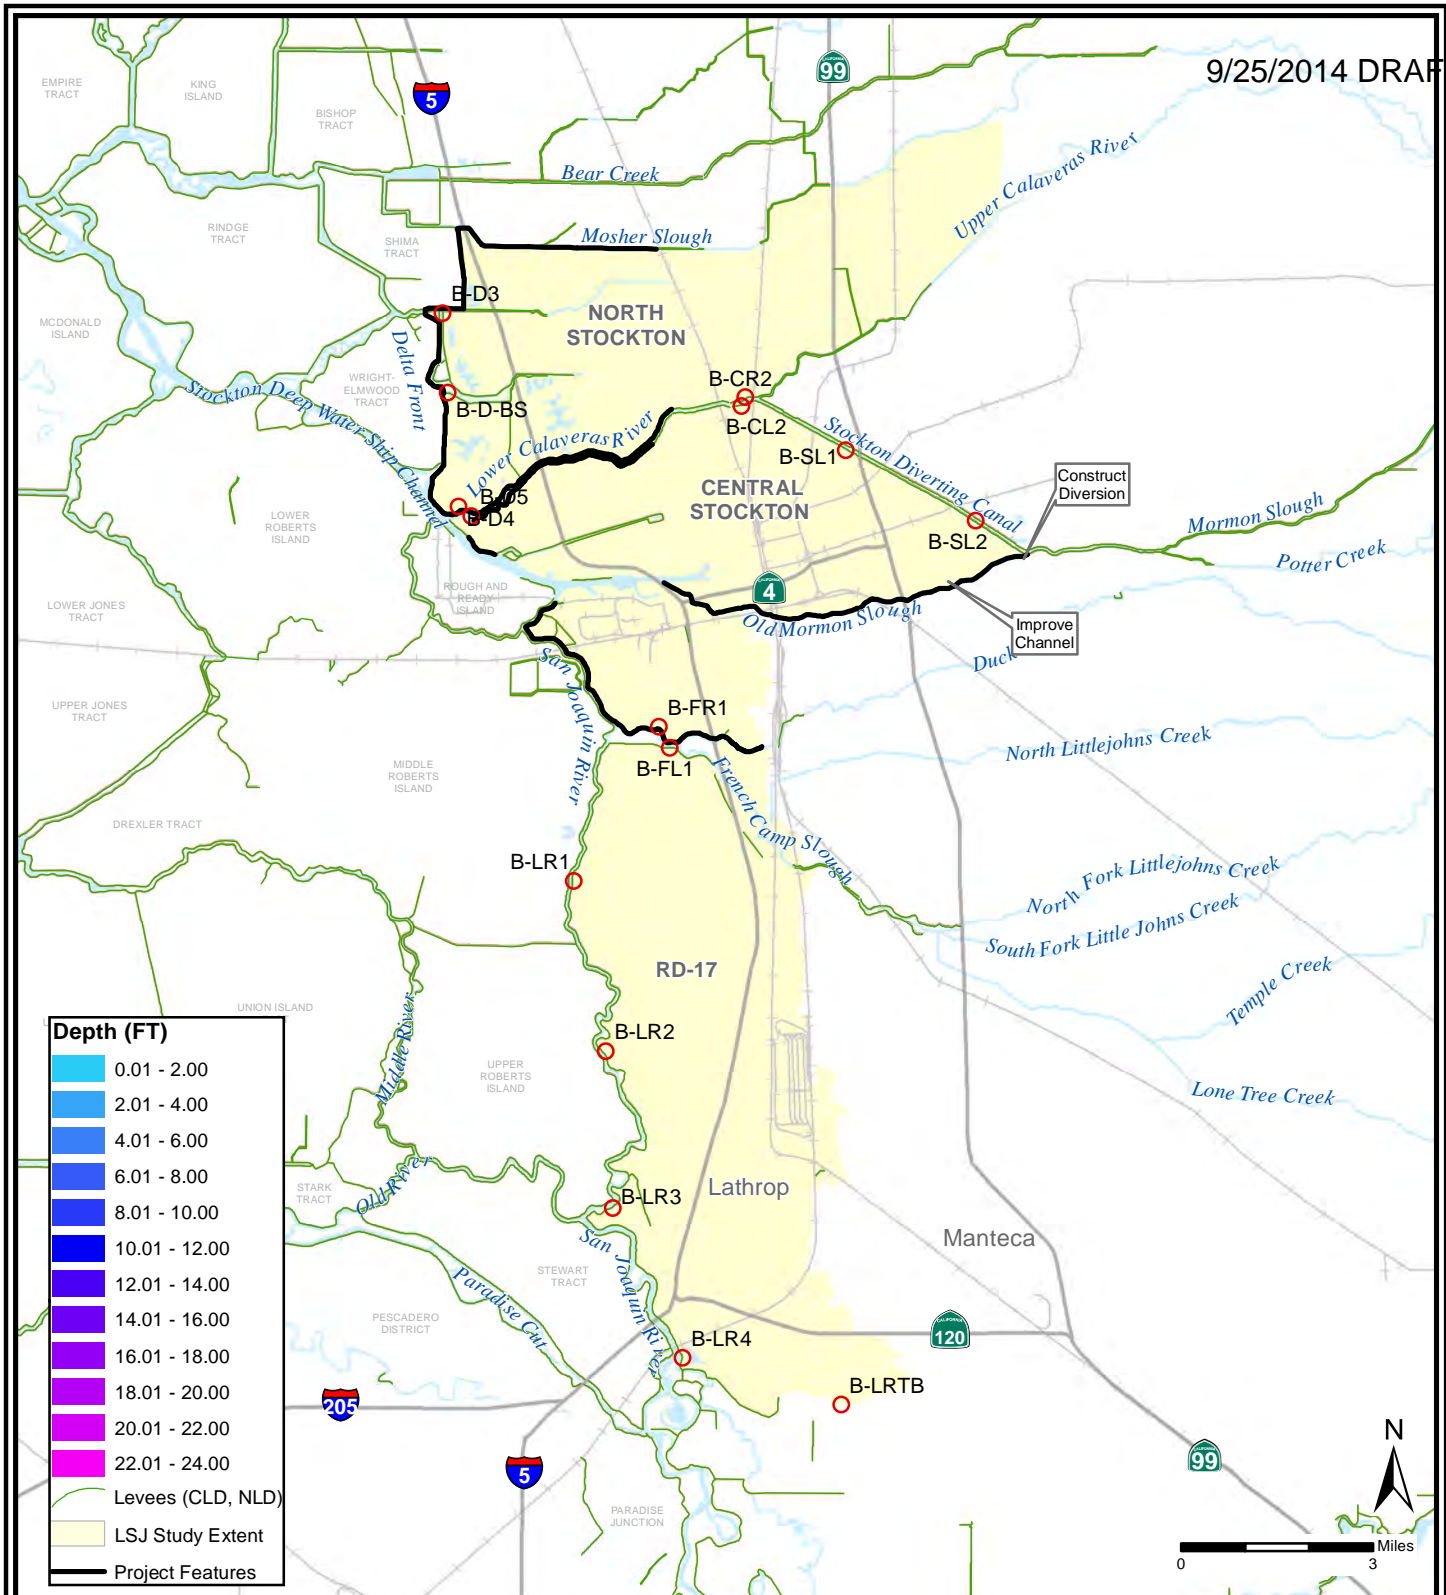 9/25/2014 DRAF
EMPIRE
TRACT
KING
ISLAND
BISHOP
TRACT
5
CALIFORNIA
99
Bear Creek
Upper Calaveras River
RINDGE
TRACT
SHIMA
TRACT
Mosher Slough
B-D3
NORTH
STOCKTON
MCDONALD
ISLAND
Delta Front
WRIGHT-
ELMWOOD
TRACT
Stockton Deep Water Ship Channel
B-D-BS
B-CR2
B-CL2
Lower Calaveras River
B-SL1
Stockton Diverting Canal
CENTRAL
STOCKTON
Construct
Diversion
B-D5
B-D4
B-SL2
Mormon Slough
Potter Creek
LOWER
ROBERTS
ISLAND
ROUGH AND
READY
ISLAND
CALIFORNIA
4
LOWER JONES
TRACT
Old Mormon Slough
Improve
Channel
Duck
San Joaquin River
UPPER JONES
TRACT
B-FR1
B-FL1
North Littlejohns Creek
MIDDLE
ROBERTS
ISLAND
French Camp Slough
DREXLER TRACT
B-LR1
North Fork Littlejohns Creek
South Fork Little Johns Creek
RD-17
Temple Creek
UNION ISLAND
Middle River
B-LR2
UPPER
ROBERTS
ISLAND
Lone Tree Creek
STARK
TRACT
Old River
B-LR3
Lathrop
Manteca
San Joaquin River
STEWART
TRACT
Paradise Cut
PESCADERO
DISTRICT
B-LR4
CALIFORNIA
120
B-LRTB
205
5
CALIFORNIA
99
PARADISE
JUNCTION
N
Miles
0
3
Depth (FT)
0.01 - 2.00
2.01 - 4.00
4.01 - 6.00
6.01 - 8.00
8.01 - 10.00
10.01 - 12.00
12.01 - 14.00
14.01 - 16.00
16.01 - 18.00
18.01 - 20.00
20.01 - 22.00
22.01 - 24.00
Levees (CLD, NLD)
LSJ Study Extent
Project Features